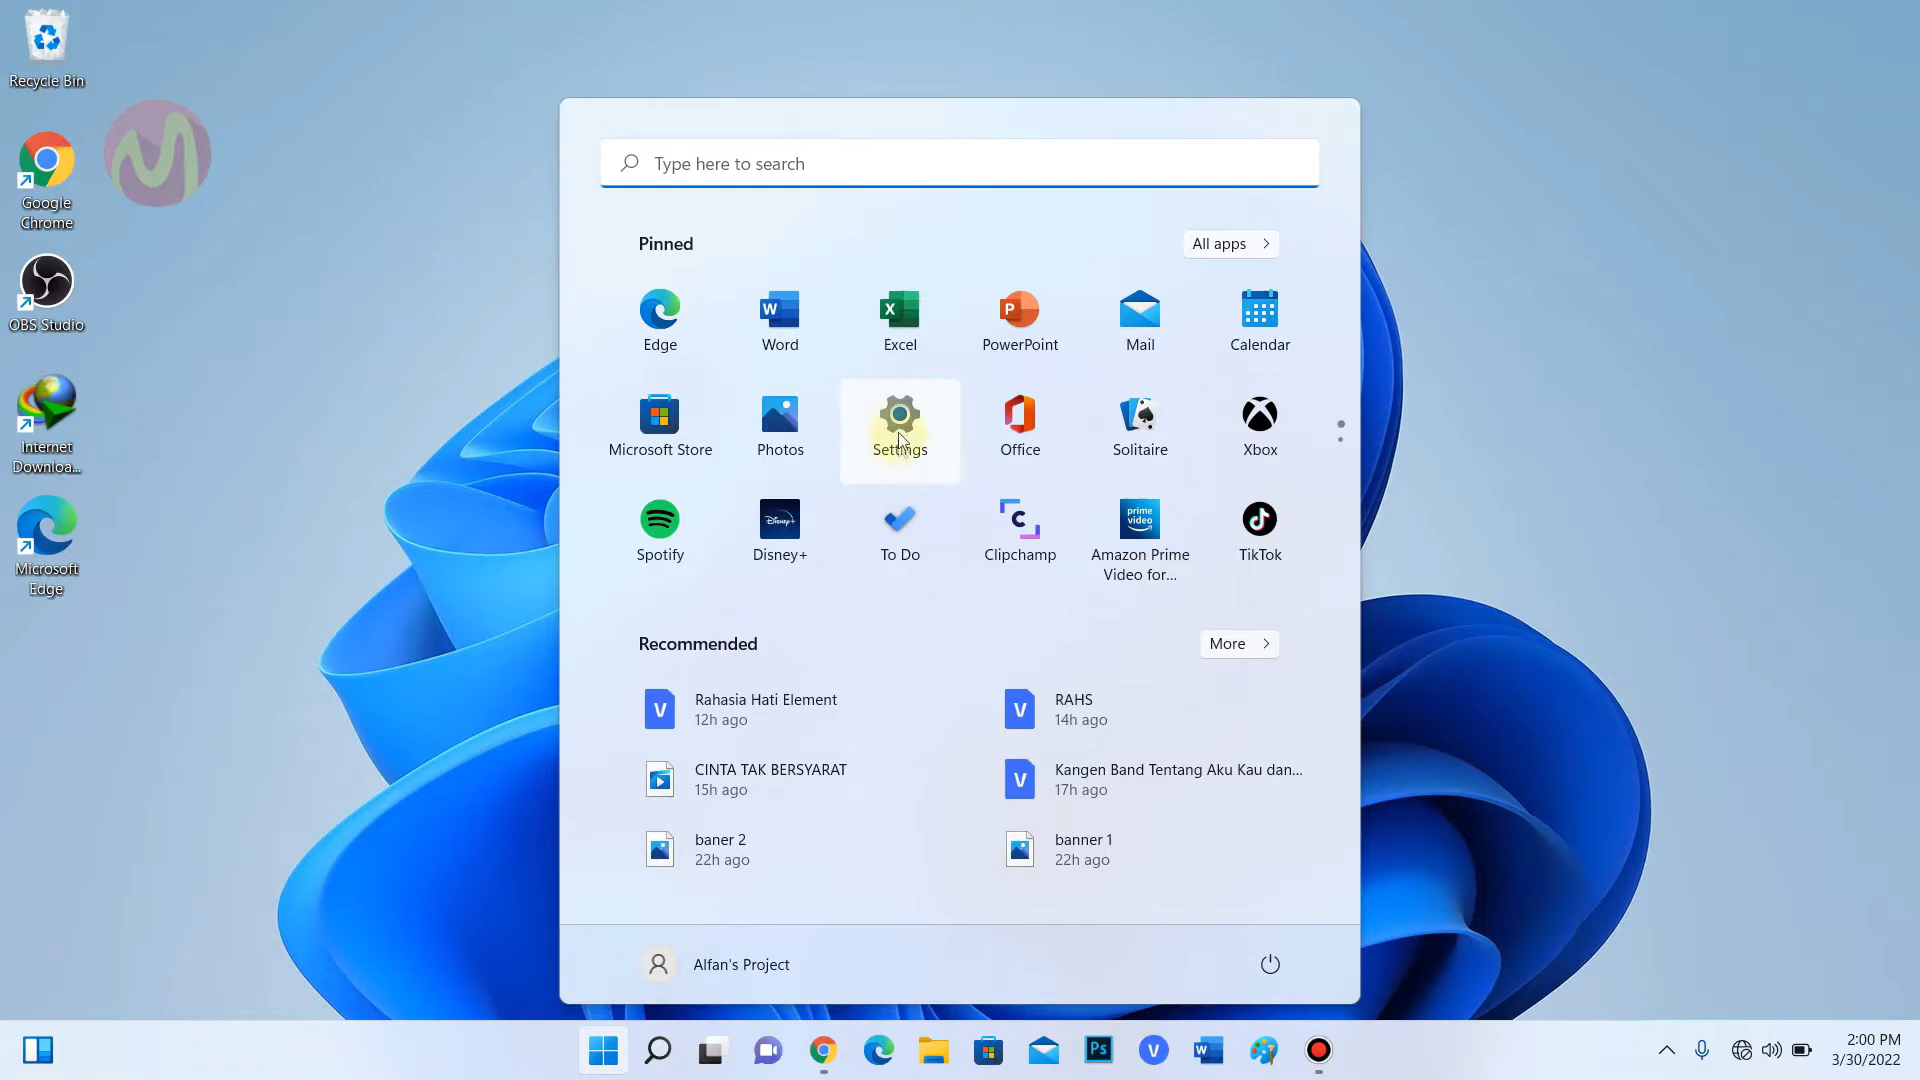 Recycle Bin
Google
Chrome
OBS Studio
Internet
Downloa...
Microsoft
Edge
Type here to search
Pinned
All apps
Edge
Word
Excel
PowerPoint
Mail
Calendar
Microsoft Store
Photos
Settings
Office
Solitaire
Xbox
Spotify
Disney+
To Do
Clipchamp
prime
video
Amazon Prime
Video for...
TikTok
Recommended
More
Rahasia Hati Element
12h ago
RAHS
14h ago
CINTA TAK BERSYARAT
15h ago
Kangen Band Tentang Aku Kau dan...
17h ago
baner 2
22h ago
banner 1
22h ago
Alfan's Project
Ps
2:00 PM
3/30/2022